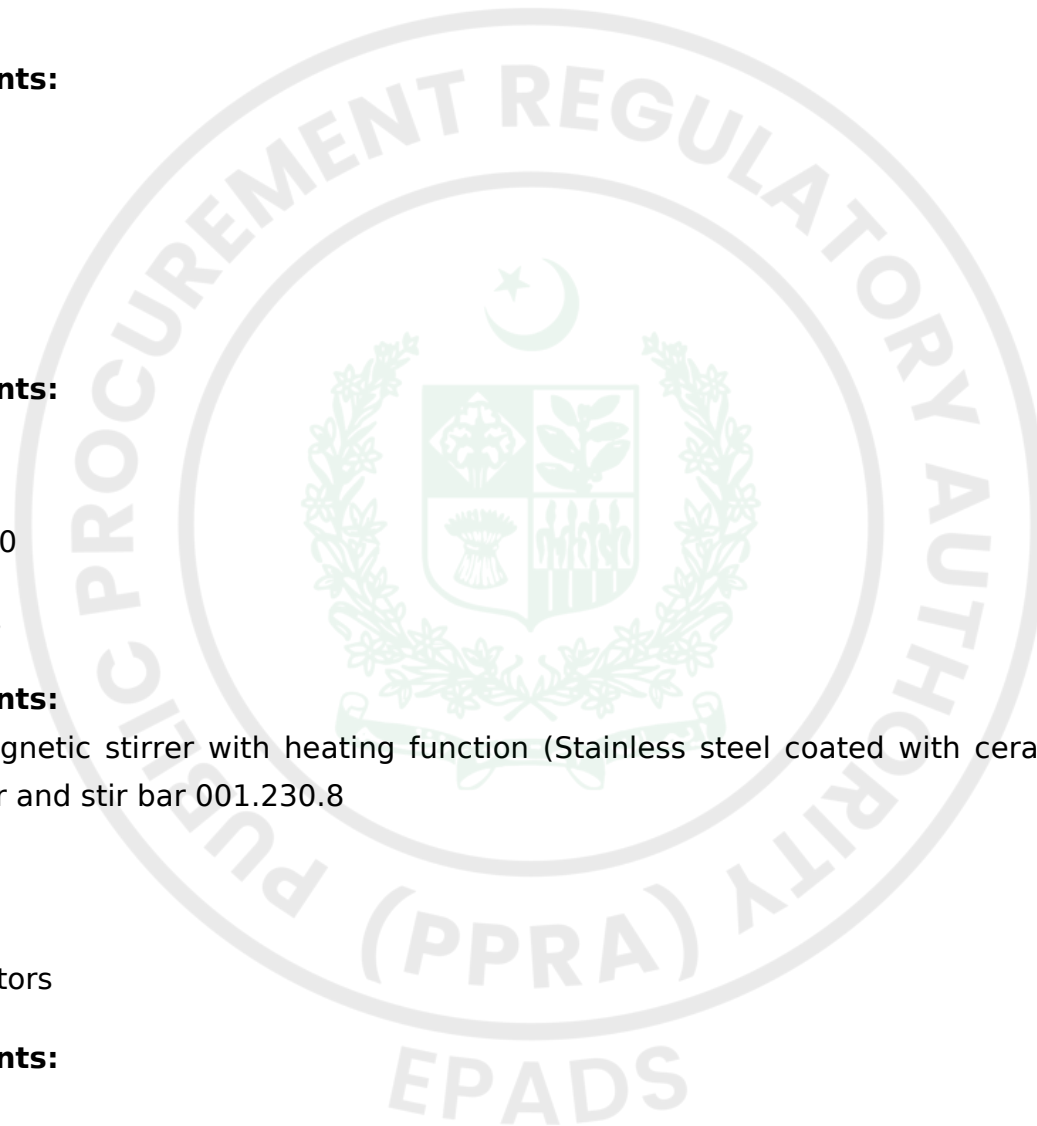 nts:
nts:
0
nts:
gnetic stirrer with heating function (Stainless steel coated with cera
r and stir bar 001.230.8
tors
nts:
PUBLIC PROCUREMENT REGULATORY AUTHORITY
(PPRA)
EPADS